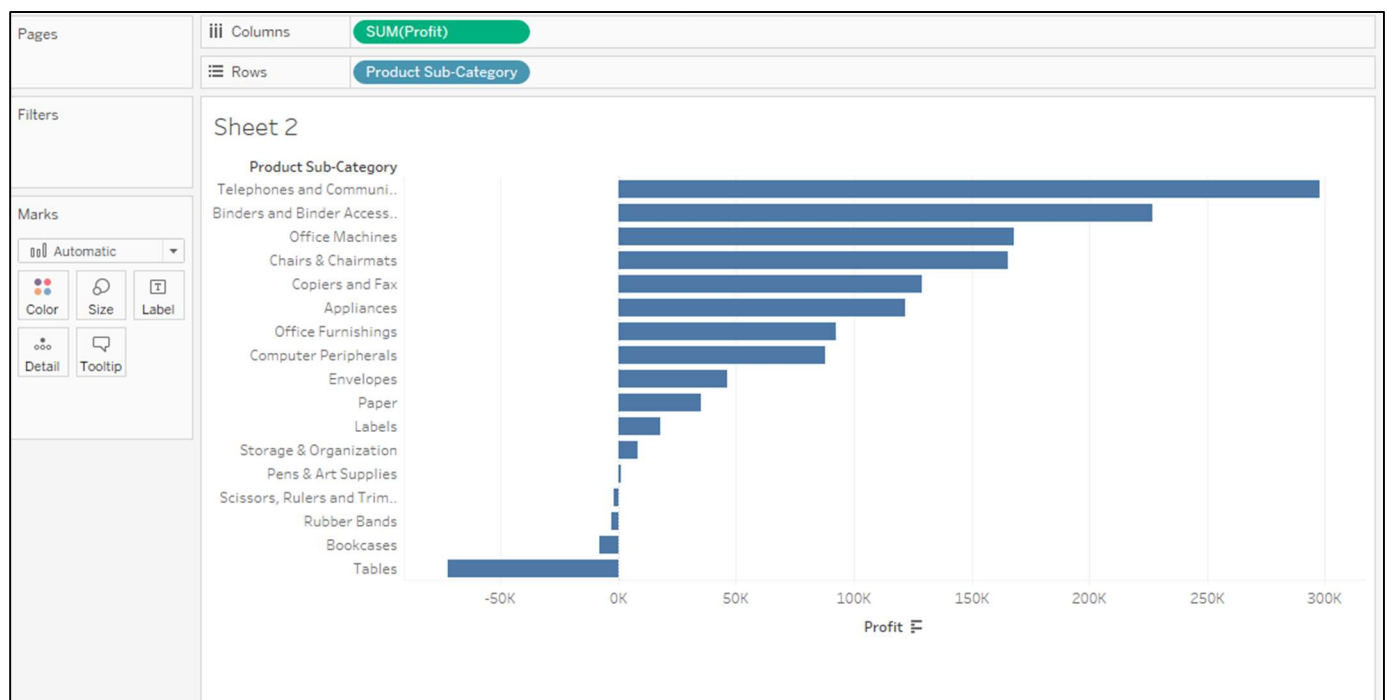 Pages
Columns
SUM(Profit)
Rows
Product Sub-Category
Filters
Marks
Automatic
Color
Size
T
Label
Detail
Tooltip
Sheet 2
Product Sub-Category
Telephones and Communi..
Binders and Binder Access..
Office Machines
Chairs & Chairmats
Copiers and Fax
Appliances
Office Furnishings
Computer Peripherals
Envelopes
Paper
Labels
Storage & Organization
Pens & Art Supplies
Scissors, Rulers and Trim..
Rubber Bands
Bookcases
Tables
-50K 0K 50K 100K 150K 200K 250K 300K
Profit